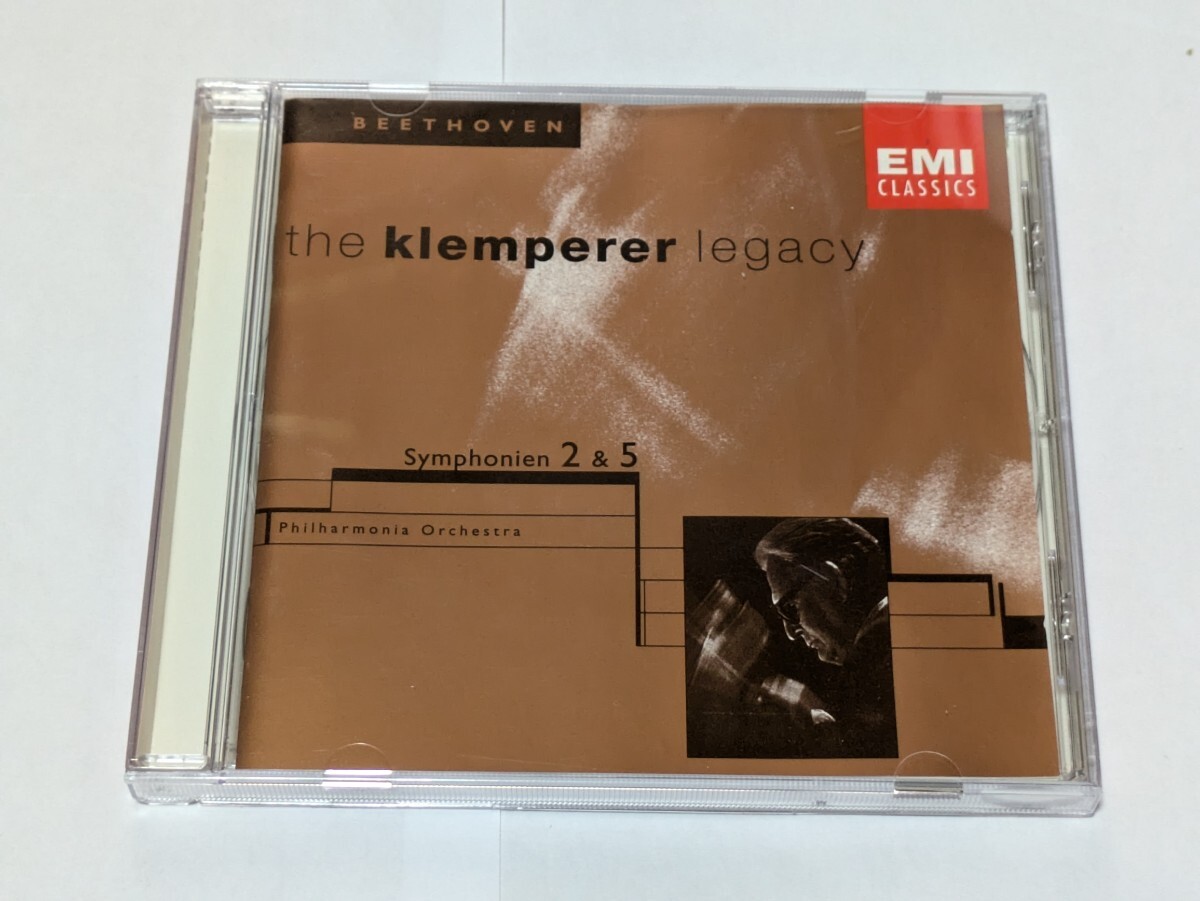 BEETHOVEN
EMI
CLASSICS
the klemperer legacy
Symphonien 2 & 5
Philharmonia Orchestra